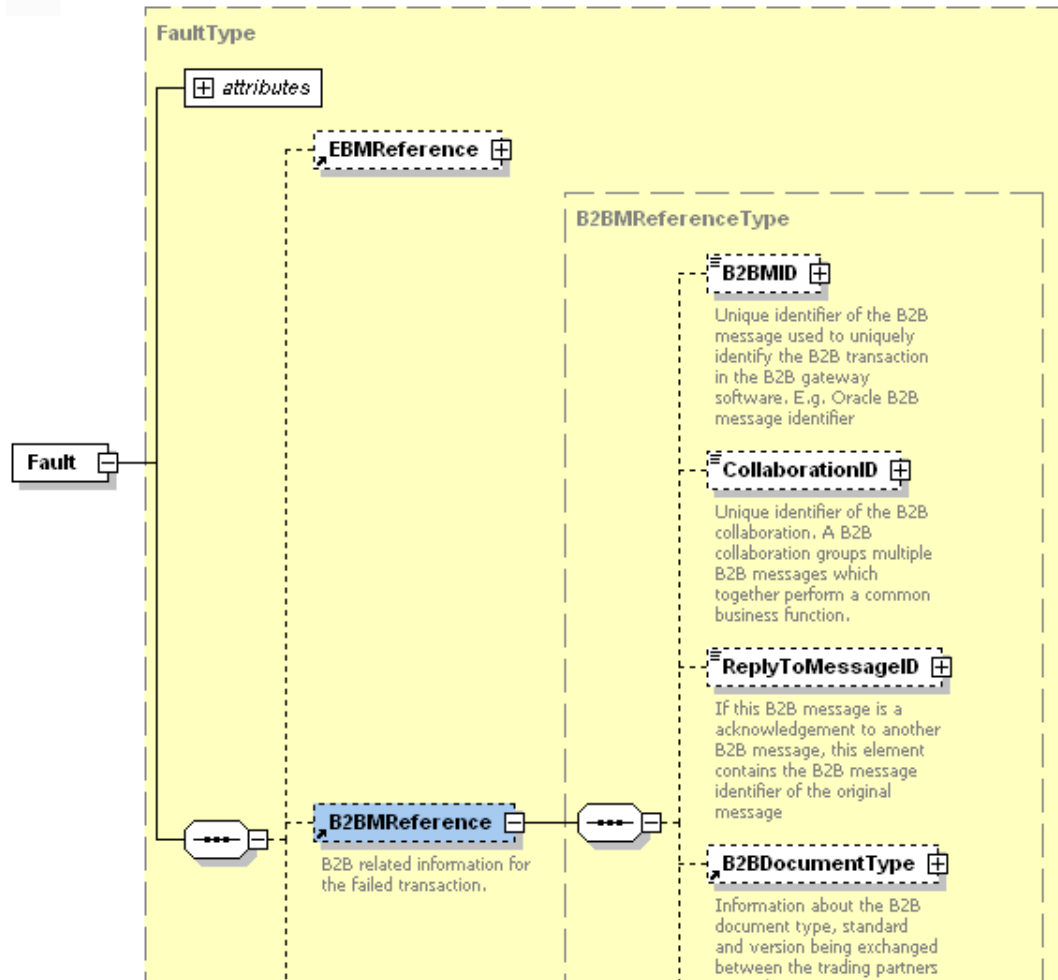 FaultType
attributes
EBMReference
B2BMReferenceType
B2BMID
Unique identifier of the B2B
message used to uniquely
identify the B2B transaction
in the B2B gateway
software. E.g. Oracle B2B
message identifier
Fault
CollaborationID
Unique identifier of the B2B
collaboration. A B2B
collaboration groups multiple
B2B messages which
together perform a common
business function.
ReplyToMessageID
If this B2B message is a
acknowledgement to another
B2B message, this element
contains the B2B message
identifier of the original
message
B2BMReference
B2B related information for
the failed transaction.
B2BDocumentType
Information about the B2B
document type, standard
and version being exchanged
between the trading partners